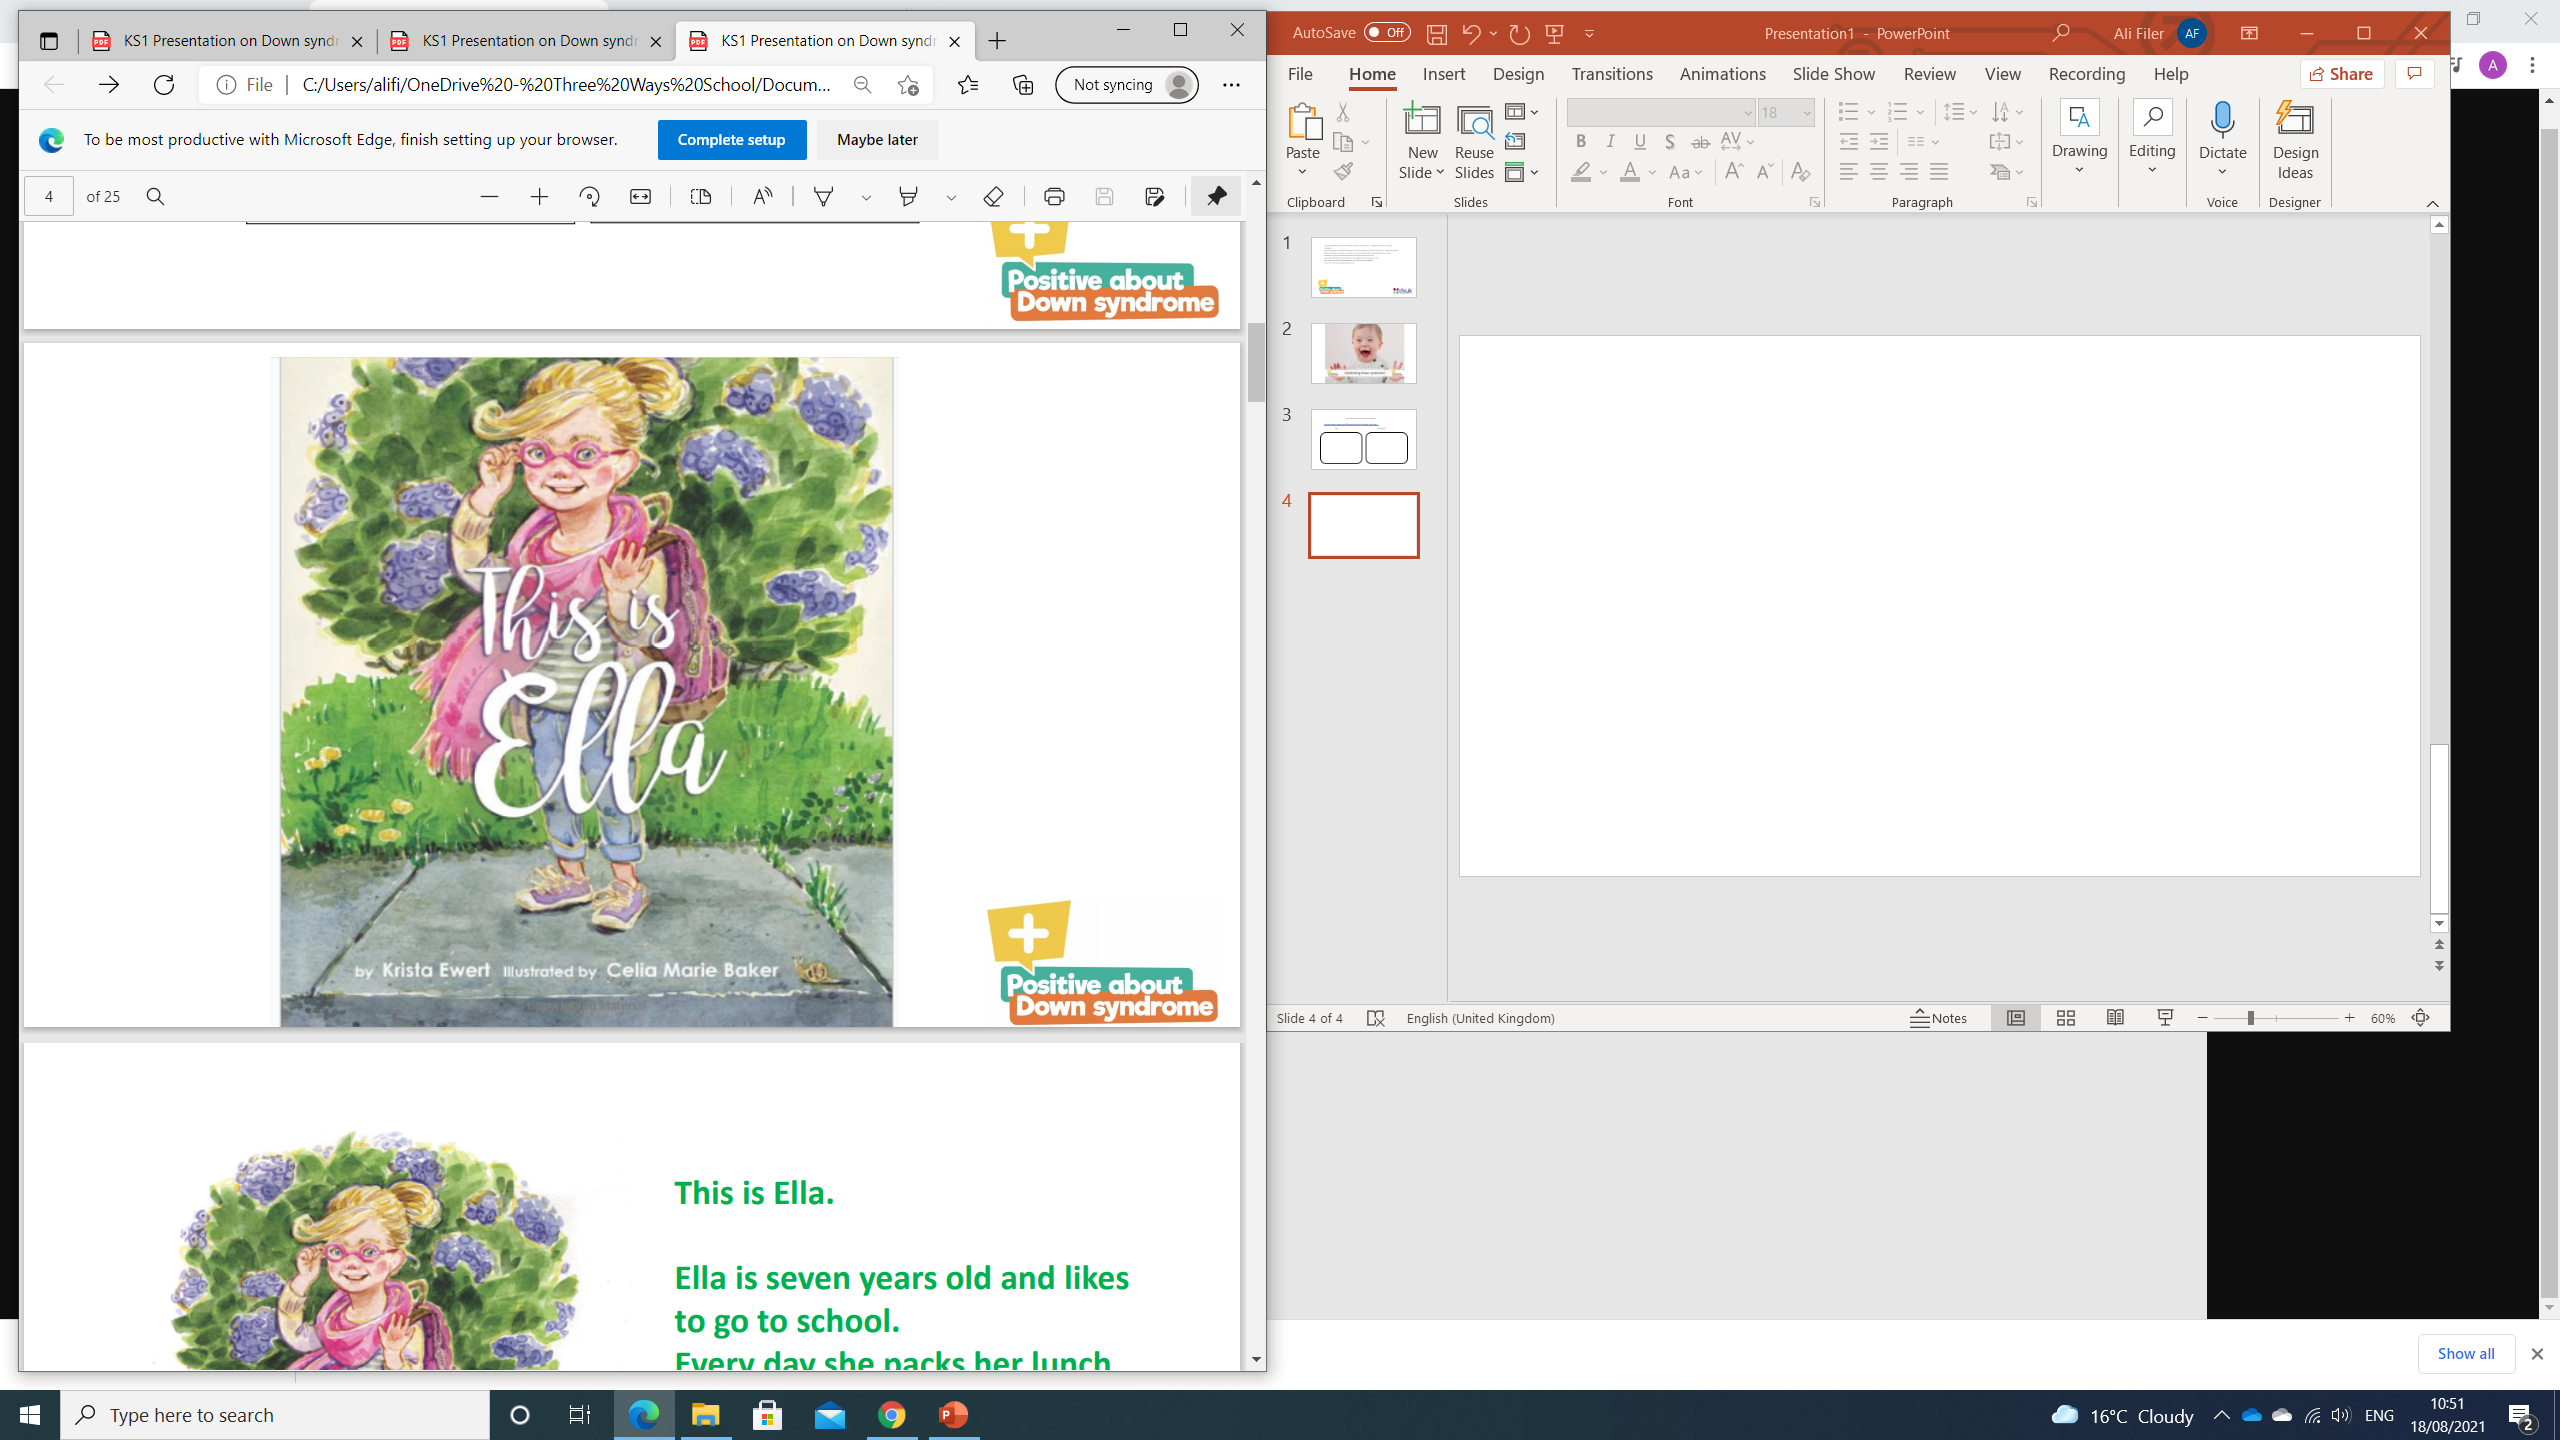 KS1 Presentation on Down syndr
KS1 Presentation on Down syndr
KS1 Presentation on Down syndr
File
C:/Users/alifi/OneDrive%20-%20Three%20Ways%20School/Docum...
Not syncing
To be most productive with Microsoft Edge, finish setting up your browser.
Complete setup
Maybe later
4
of 25
Positive about
Down syndrome
This is
Ella
by Krista Ewert Illustrated by Celia Marie Baker
Positive about
Down syndrome
This is Ella.
Ella is seven years old and likes
to go to school.
Every day she packs her lunch
AutoSave
Off
Presentation1 - PowerPoint
Ali Filer
AF
File
Home
Insert
Design
Transitions
Animations
Slide Show
Review
View
Recording
Help
Share
A
Paste
New
Slide
Reuse
Slides
18
Drawing
Editing
Dictate
Design
Ideas
Clipboard
Slides
Font
Paragraph
Voice
Designer
1
2
3
4
Slide 4 of 4
English (United Kingdom)
Notes
60%
Show all
Type here to search
16°C Cloudy
ENG
10:51
18/08/2021
2